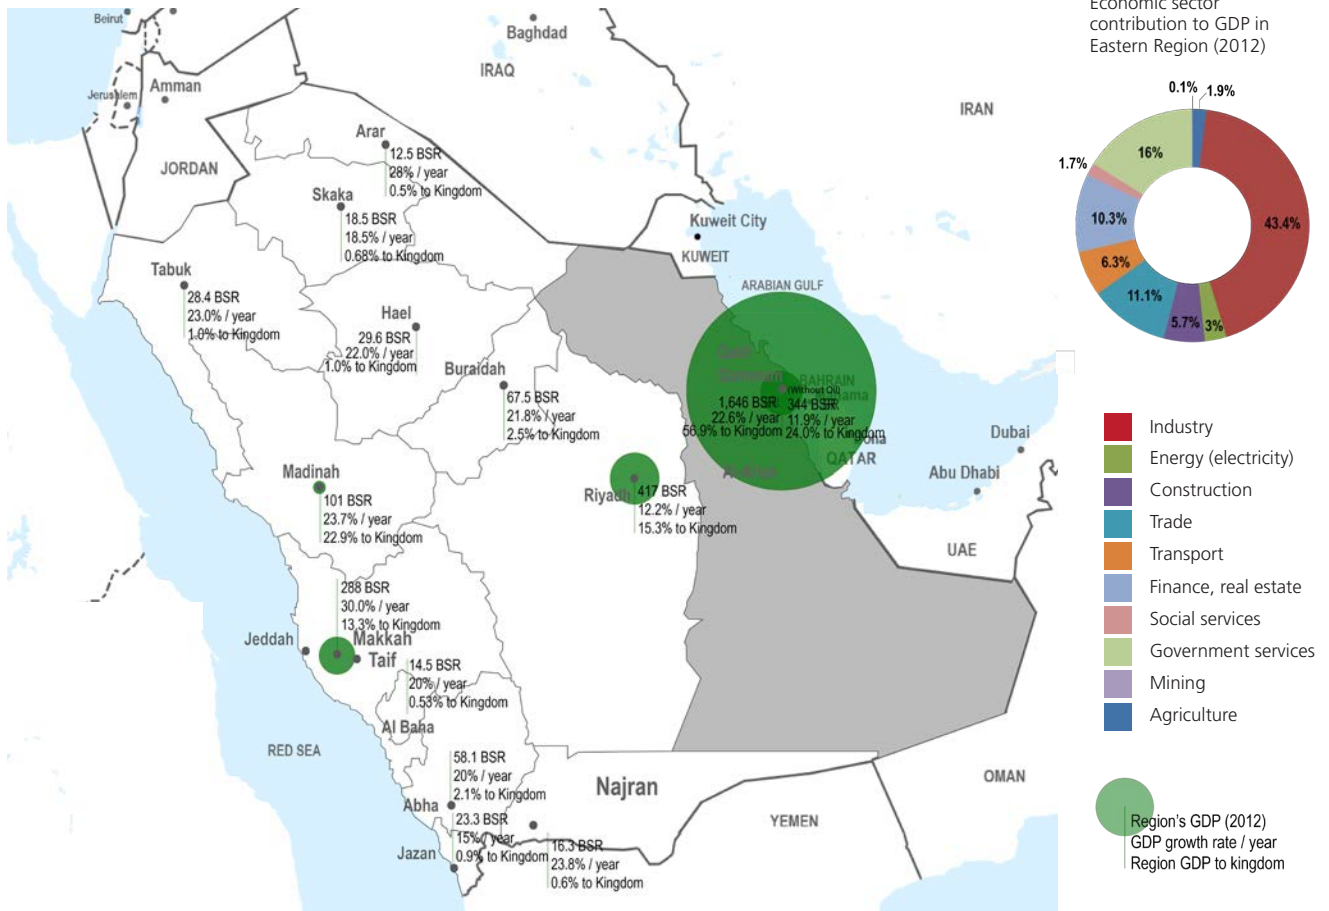 Economic sector
contribution to GDP in
Eastern Region (2012)
0.1%
1.9%
43.4%
3%
5.7%
11.1%
6.3%
10.3%
1.7%
16%
Industry
Energy (electricity)
Construction
Trade
Transport
Finance, real estate
Social services
Government services
Mining
Agriculture
Region's GDP (2012)
GDP growth rate / year
Region GDP to kingdom
Beirut
Baghdad
IRAQ
IRAN
Jerusalem
Amman
JORDAN
Arar
12.5 BSR
28% / year
0.5% to Kingdom
Skaka
18.5 BSR
18.5% / year
0.68% to Kingdom
Kuweit City
KUWEIT
ARABIAN GULF
Tabuk
28.4 BSR
23.0% / year
1.0% to Kingdom
Hael
29.6 BSR
22.0% / year
1.0% to Kingdom
Buraidah
67.5 BSR
21.8% / year
2.5% to Kingdom
BAHRAIN
(Without Oil)
1,646 BSR
22.6% / year
56.9% to Kingdom
344 BSR
11.9% / year
24.0% to Kingdom
QATAR
Dubai
Abu Dhabi
UAE
Madinah
101 BSR
23.7% / year
22.9% to Kingdom
Riyadh
417 BSR
12.2% / year
15.3% to Kingdom
288 BSR
30.0% / year
13.3% to Kingdom
Jeddah
Makkah
Taif
14.5 BSR
20% / year
0.53% to Kingdom
Al Baha
RED SEA
58.1 BSR
20% / year
2.1% to Kingdom
Abha
23.3 BSR
15% / year
0.9% to Kingdom
Jazan
Najran
16.3 BSR
23.8% / year
0.6% to Kingdom
YEMEN
OMAN